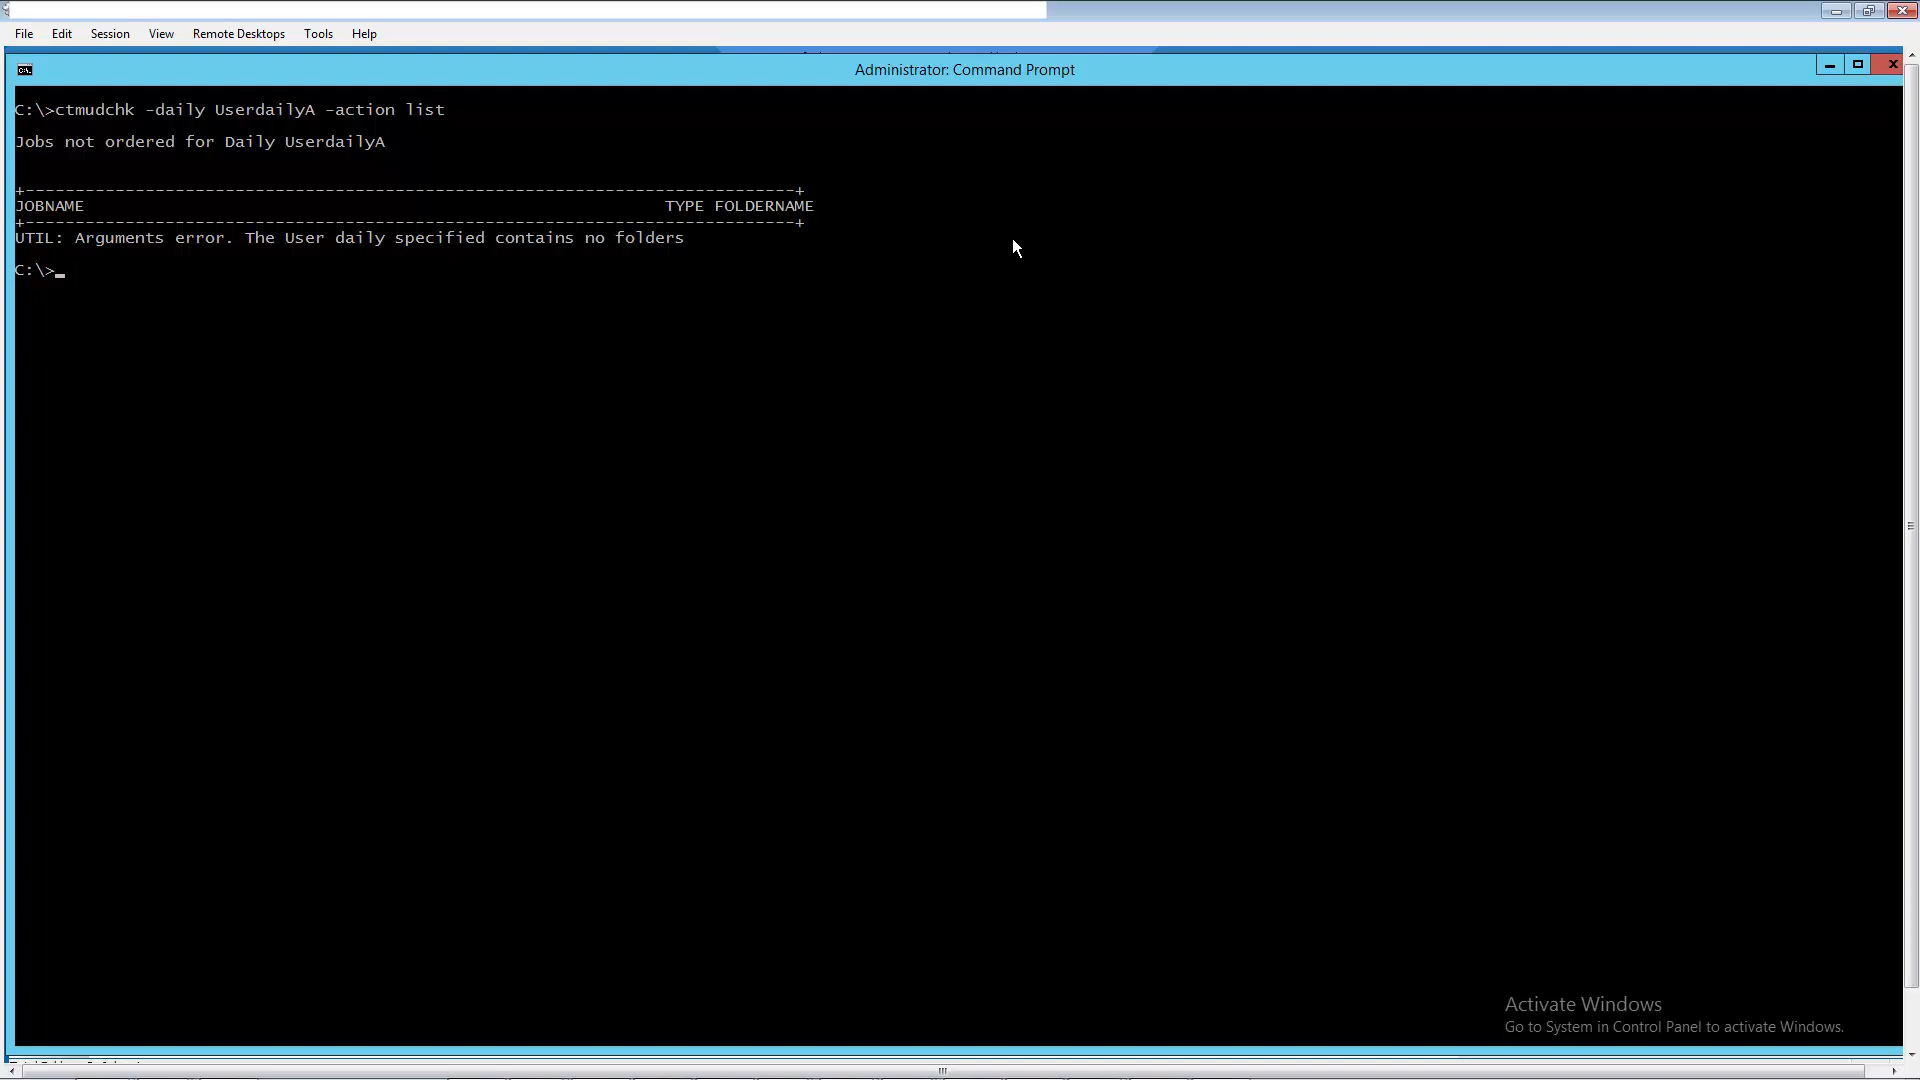 File Edit Session View Remote Desktops Tools Help
Administrator: Command Prompt
C:\>ctmudchk -daily UserdailyA -action list
Jobs not ordered for Daily UserdailyA
+-----------------------------------------------------------------------------+
JOBNAME TYPE FOLDERNAME
+-----------------------------------------------------------------------------+
UTIL: Arguments error. The User daily specified contains no folders
C:\>_
Activate Windows
Go to System in Control Panel to activate Windows.